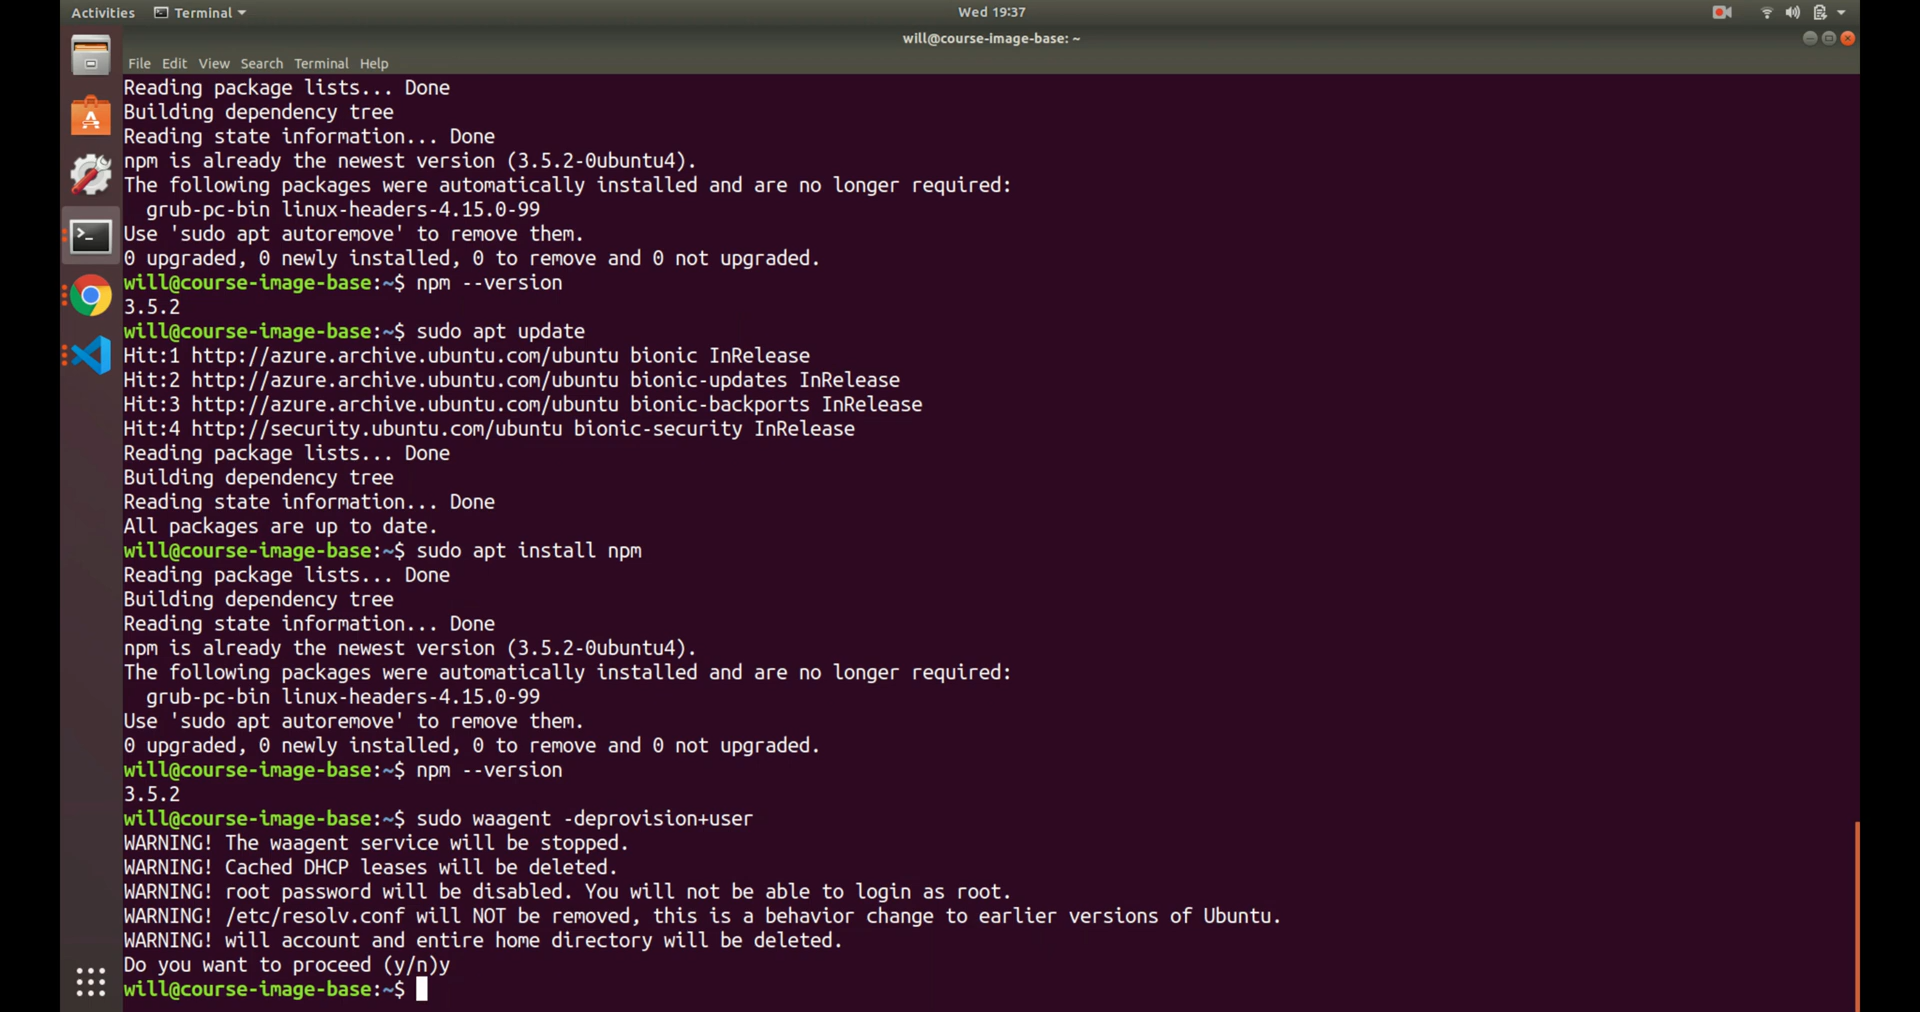 Activities Terminal Wed 19:37
will@course-image-base: ~
File Edit View Search Terminal Help
Reading package lists... Done
Building dependency tree
Reading state information... Done
npm is already the newest version (3.5.2-0ubuntu4).
The following packages were automatically installed and are no longer required:
  grub-pc-bin linux-headers-4.15.0-99
Use 'sudo apt autoremove' to remove them.
0 upgraded, 0 newly installed, 0 to remove and 0 not upgraded.
will@course-image-base:~$ npm --version
3.5.2
will@course-image-base:~$ sudo apt update
Hit:1 http://azure.archive.ubuntu.com/ubuntu bionic InRelease
Hit:2 http://azure.archive.ubuntu.com/ubuntu bionic-updates InRelease
Hit:3 http://azure.archive.ubuntu.com/ubuntu bionic-backports InRelease
Hit:4 http://security.ubuntu.com/ubuntu bionic-security InRelease
Reading package lists... Done
Building dependency tree
Reading state information... Done
All packages are up to date.
will@course-image-base:~$ sudo apt install npm
Reading package lists... Done
Building dependency tree
Reading state information... Done
npm is already the newest version (3.5.2-0ubuntu4).
The following packages were automatically installed and are no longer required:
  grub-pc-bin linux-headers-4.15.0-99
Use 'sudo apt autoremove' to remove them.
0 upgraded, 0 newly installed, 0 to remove and 0 not upgraded.
will@course-image-base:~$ npm --version
3.5.2
will@course-image-base:~$ sudo waagent -deprovision+user
WARNING! The waagent service will be stopped.
WARNING! Cached DHCP leases will be deleted.
WARNING! root password will be disabled. You will not be able to login as root.
WARNING! /etc/resolv.conf will NOT be removed, this is a behavior change to earlier versions of Ubuntu.
WARNING! will account and entire home directory will be deleted.
Do you want to proceed (y/n)y
will@course-image-base:~$